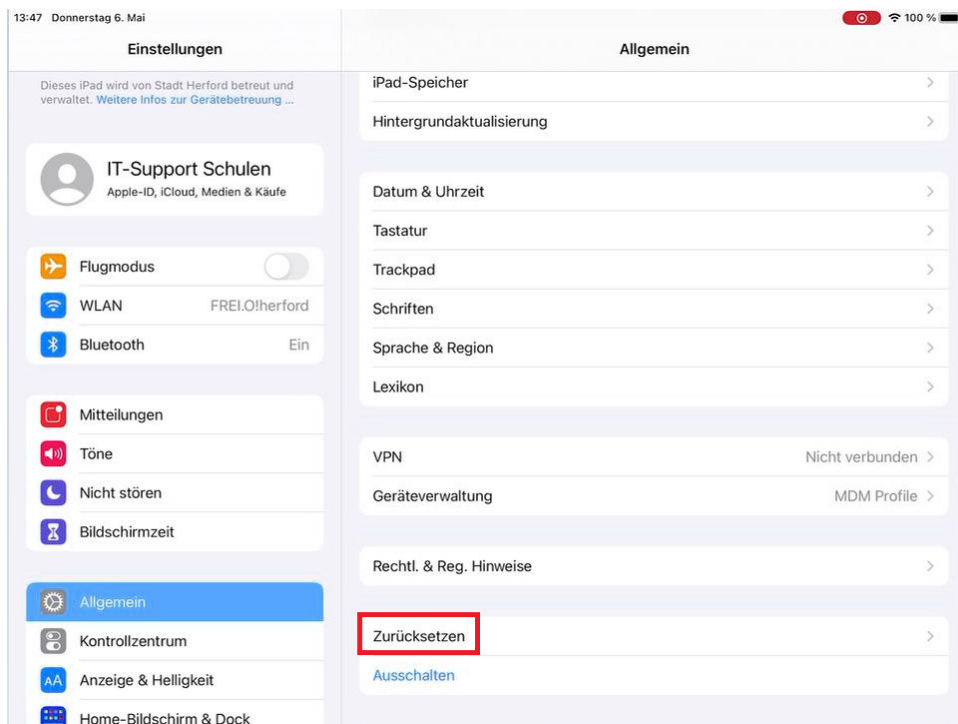 13:47 Donnerstag 6. Mai
100 %
Einstellungen
Dieses iPad wird von Stadt Herford betreut und
verwaltet. Weitere Infos zur Gerätebetreuung ...
IT-Support Schulen
Apple-ID, iCloud, Medien & Käufe
Flugmodus
WLAN FREI.O!herford
Bluetooth Ein
Mitteilungen
Töne
Nicht stören
Bildschirmzeit
Allgemein
Kontrollzentrum
AA Anzeige & Helligkeit
Home-Bildschirm & Dock
Allgemein
iPad-Speicher
Hintergrundaktualisierung
Datum & Uhrzeit
Tastatur
Trackpad
Schriften
Sprache & Region
Lexikon
VPN Nicht verbunden
Geräteverwaltung MDM Profile
Rechtl. & Reg. Hinweise
Zurücksetzen
Ausschalten